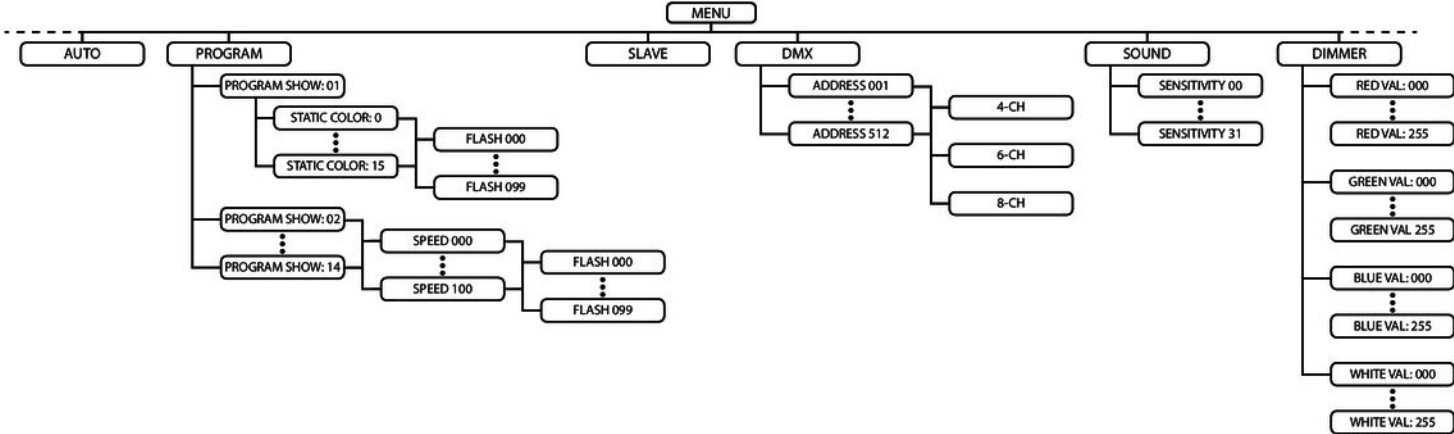 MENU
AUTO
PROGRAM
SLAVE
DMX
SOUND
DIMMER
PROGRAM SHOW: 01
STATIC COLOR: 0
STATIC COLOR: 15
FLASH 000
FLASH 099
PROGRAM SHOW: 02
PROGRAM SHOW: 14
SPEED 000
SPEED 100
FLASH 000
FLASH 099
ADDRESS 001
ADDRESS 512
4-CH
6-CH
8-CH
SENSITIVITY 00
SENSITIVITY 31
RED VAL: 000
RED VAL: 255
GREEN VAL: 000
GREEN VAL 255
BLUE VAL: 000
BLUE VAL: 255
WHITE VAL: 000
WHITE VAL: 255